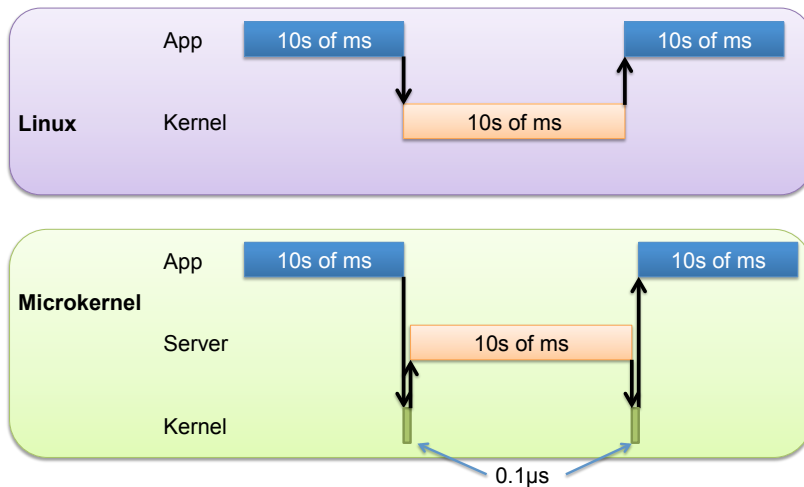 App
10s of ms
10s of ms
Linux
Kernel
10s of ms
App
10s of ms
10s of ms
Microkernel
Server
10s of ms
Kernel
0.1µs